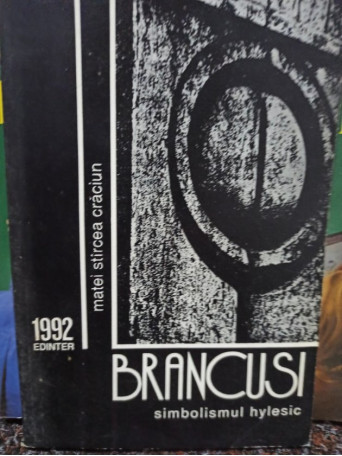 matei stircea crăciun
1992
EDINTER
BRANCUSI
simbolismul hylesic